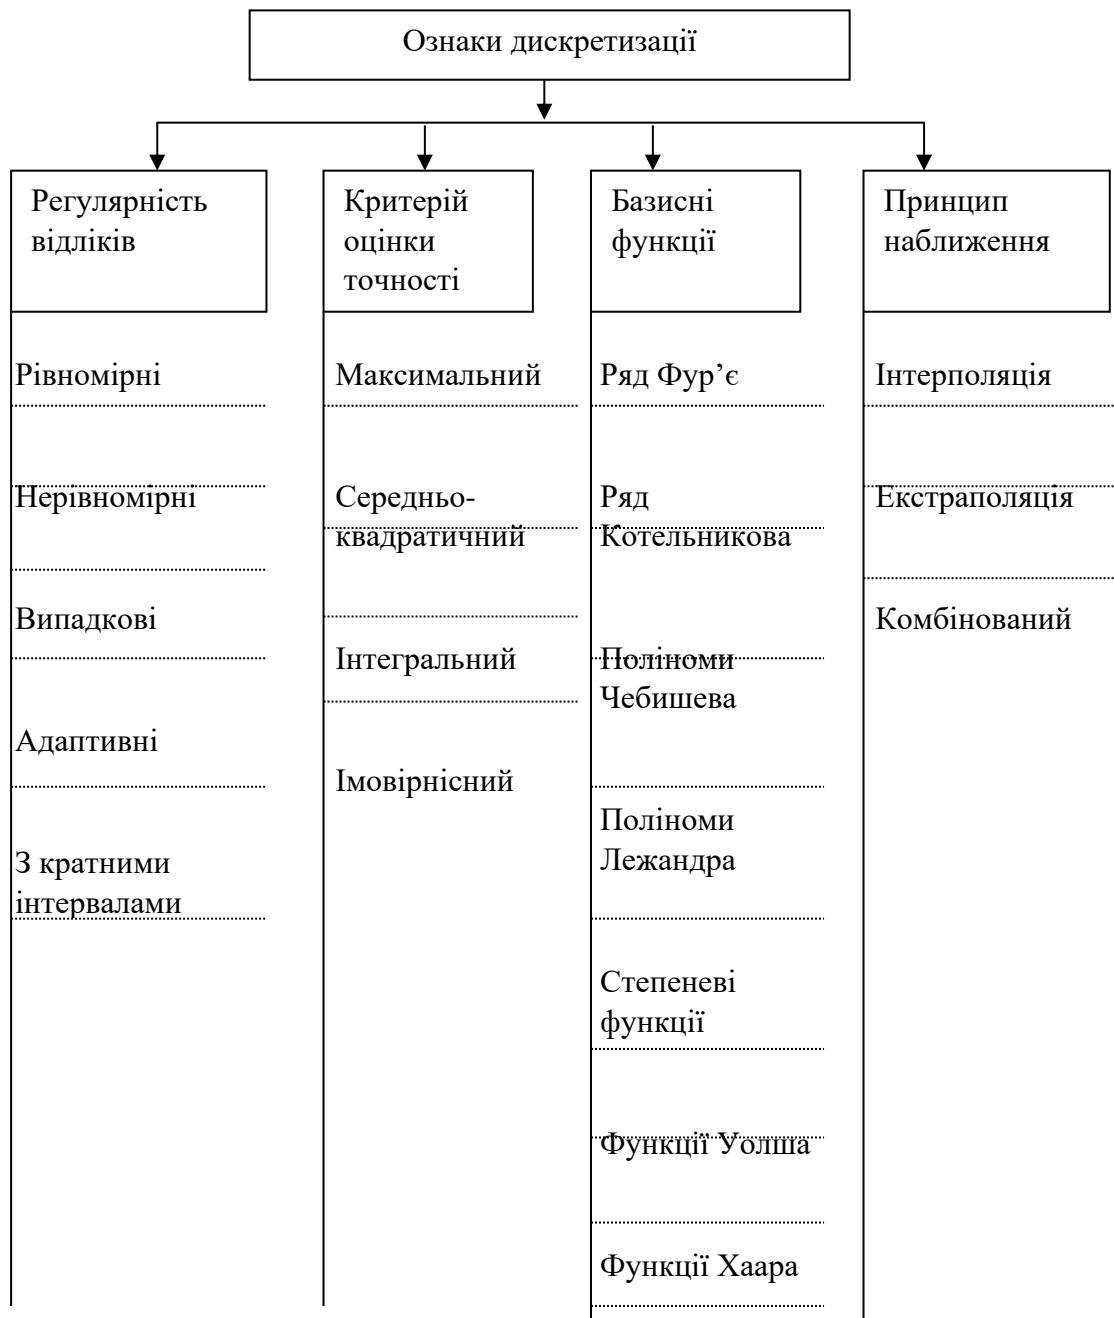 Ознаки дискретизації
Регулярність
відліків
Критерій
оцінки
точності
Базисні
функції
Принцип
наближення
Рівномірні
Нерівномірні
Випадкові
Адаптивні
З кратними
інтервалами
Максимальний
Середньо-
квадратичний
Інтегральний
Імовірнісний
Ряд Фур’є
Ряд
Котельникова
Поліноми
Чебишева
Поліноми
Лежандра
Степеневі
функції
Функції Уолша
Функції Хаара
Інтерполяція
Екстраполяція
Комбінований